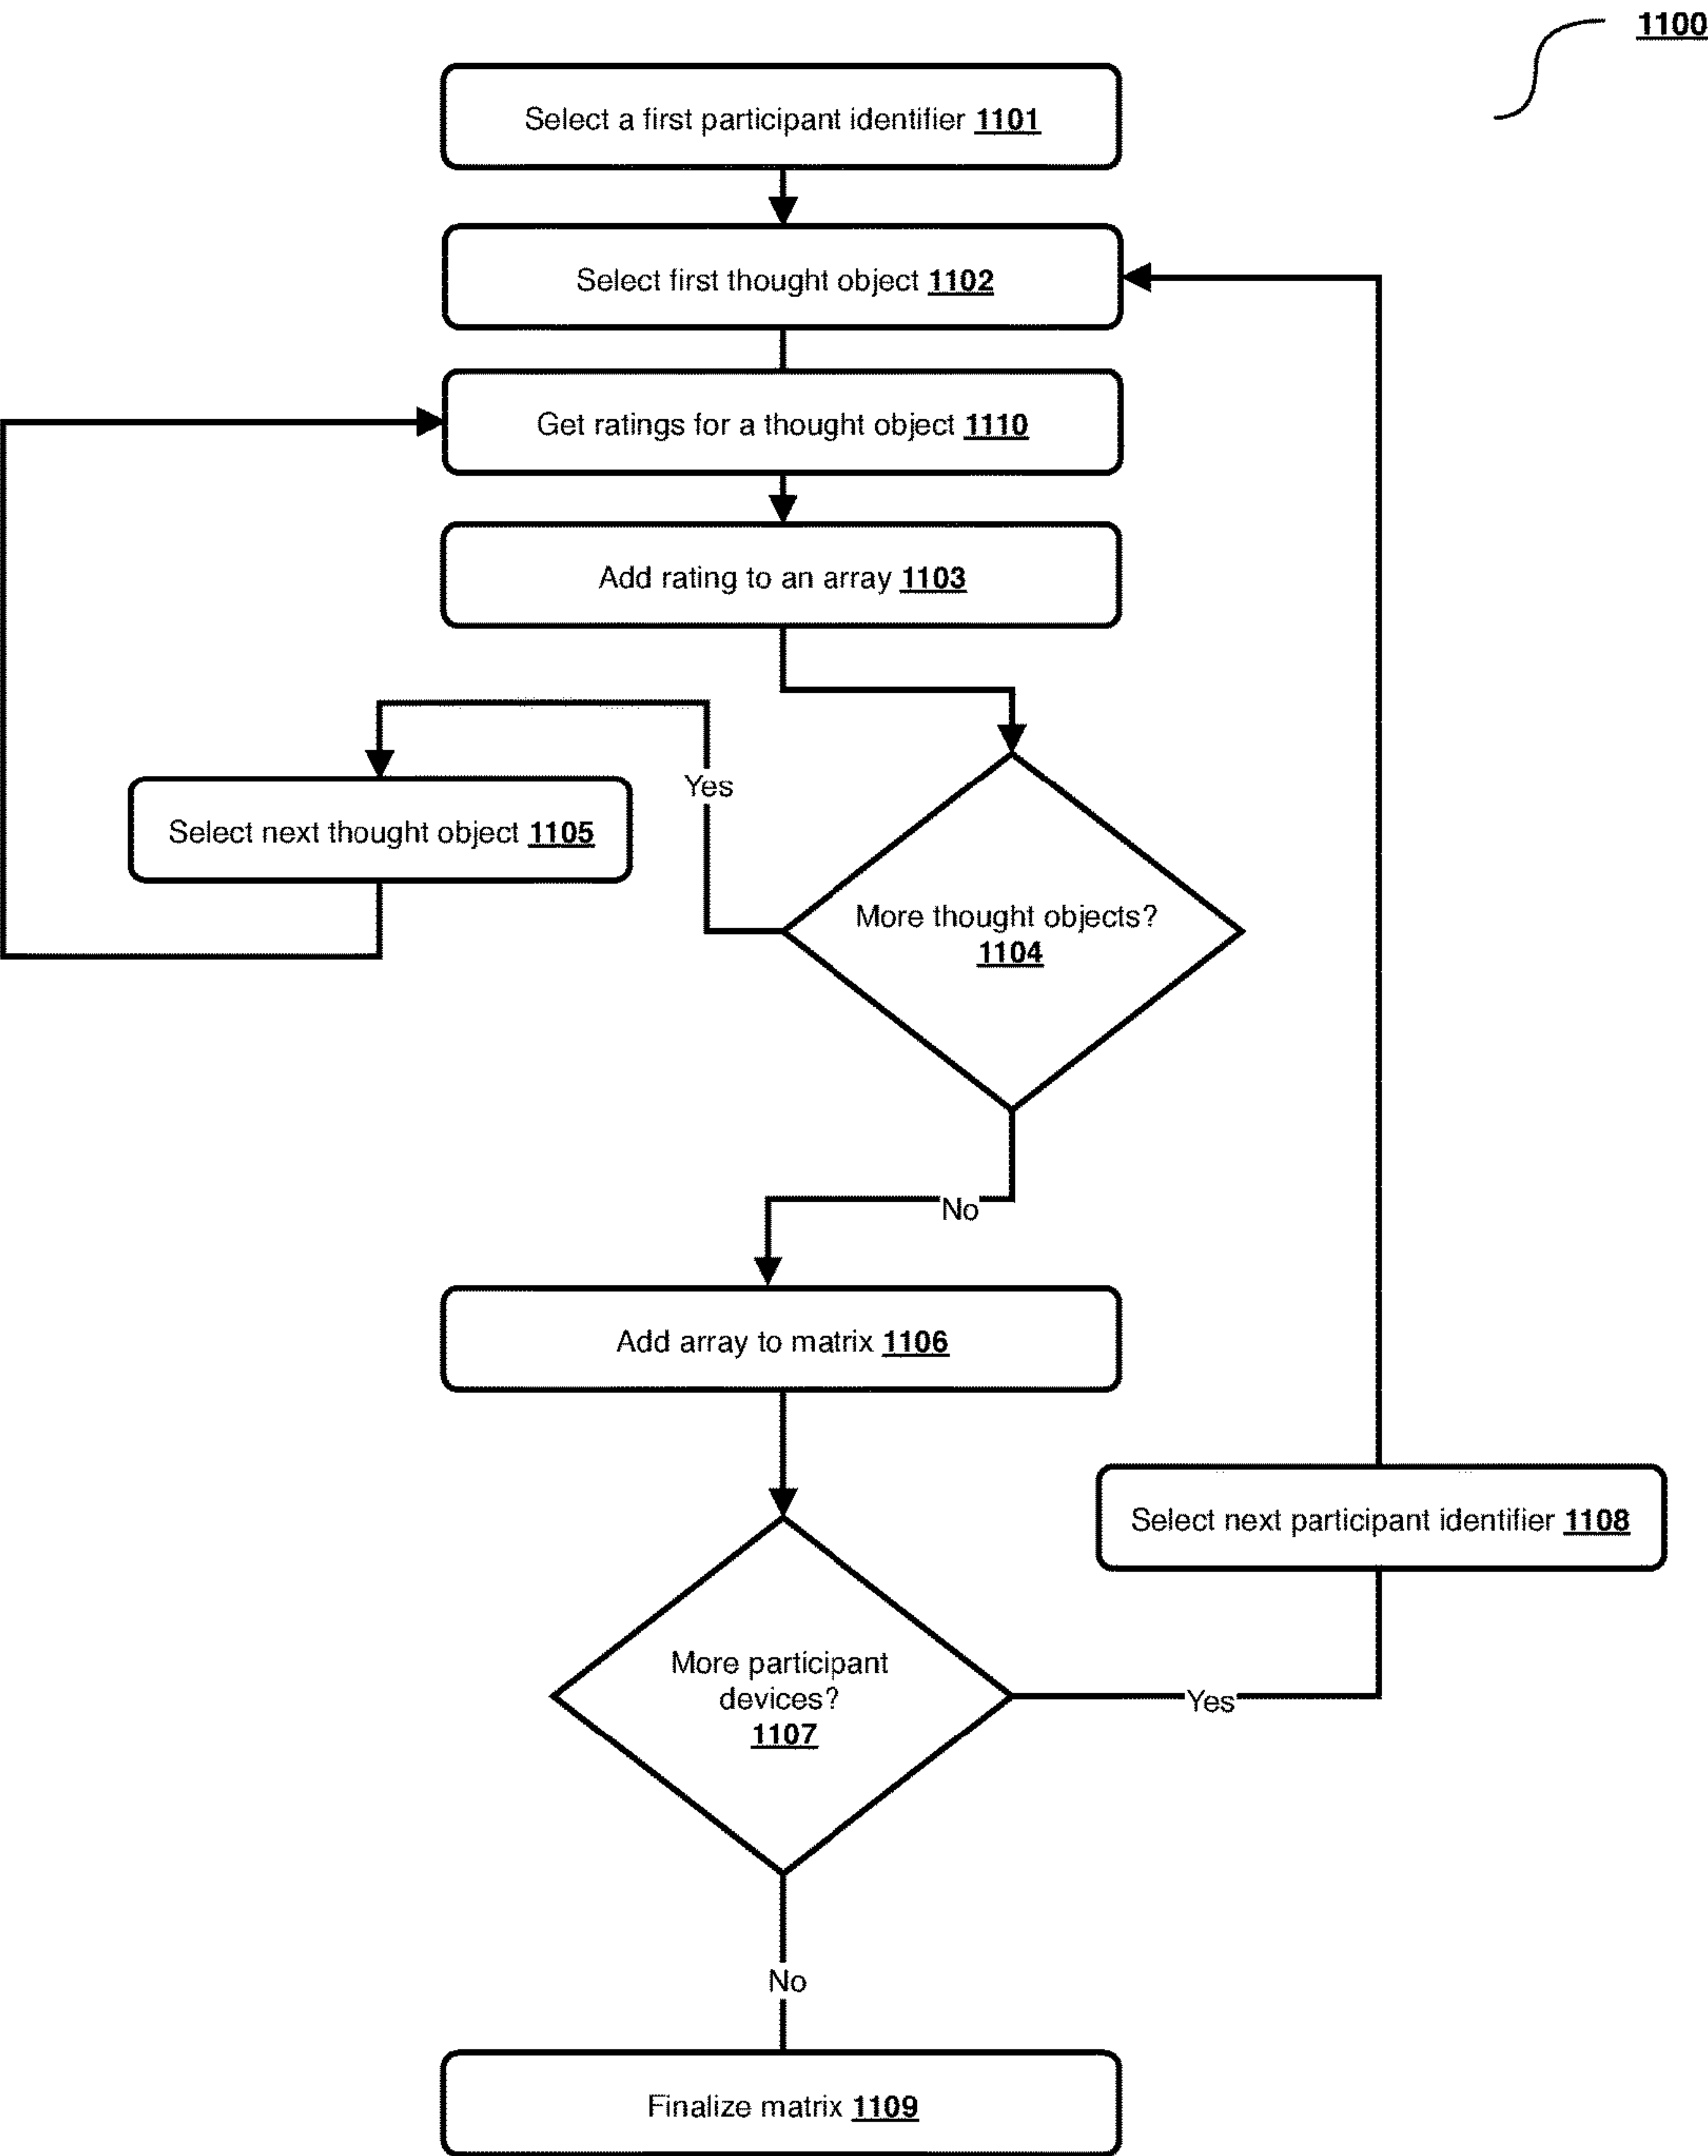 1100
Select a first participant identifier 1101
Select first thought object 1102
Get ratings for a thought object 1110
Add rating to an array 1103
Yes
Select next thought object 1105
More thought objects?
1104
No
Add array to matrix 1106
Select next participant identifier 1108
More participant
devices?
1107
Yes
No
Finalize matrix 1109